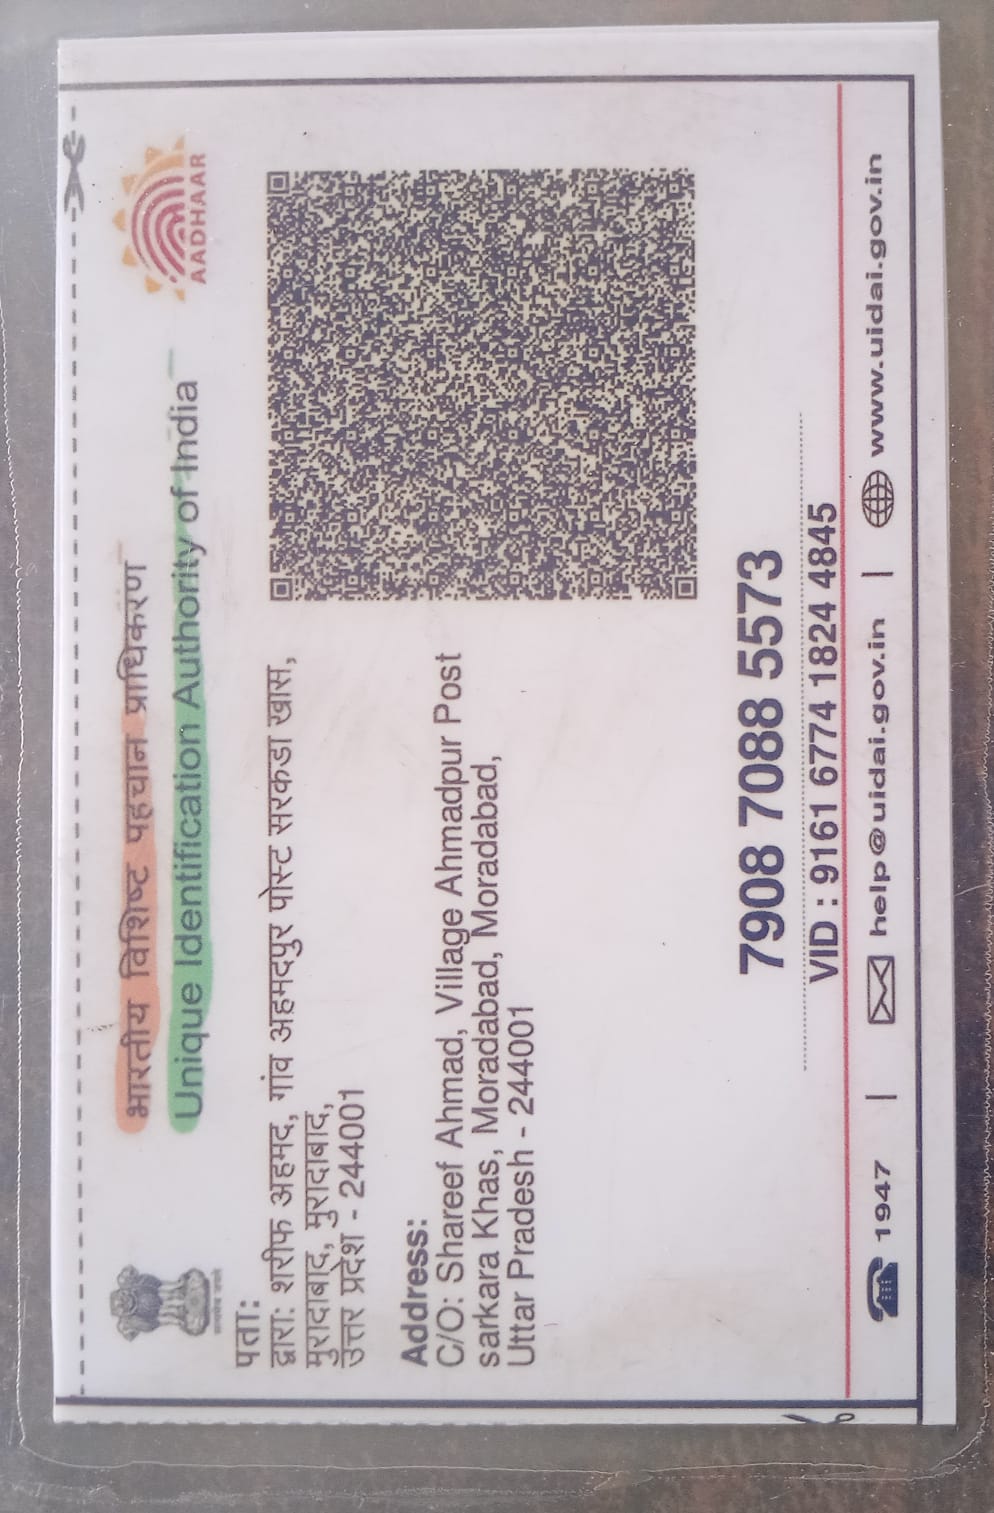 भारतीय विशिष्ट पहचान प्राधिकरण
Unique Identification Authority of India
AADHAAR
पता:
द्वारा: शरीफ अहमद, गांव अहमदपुर पोस्ट सरकडा खास,
मुरादाबाद, मुरादाबाद,
उत्तर प्रदेश - 244001
Address:
C/O: Shareef Ahmad, Village Ahmadpur Post
sarkara Khas, Moradabad, Moradabad,
Uttar Pradesh - 244001
7908 7088 5573
VID : 9161 6774 1824 4845
1947 | help@uidai.gov.in | www.uidai.gov.in